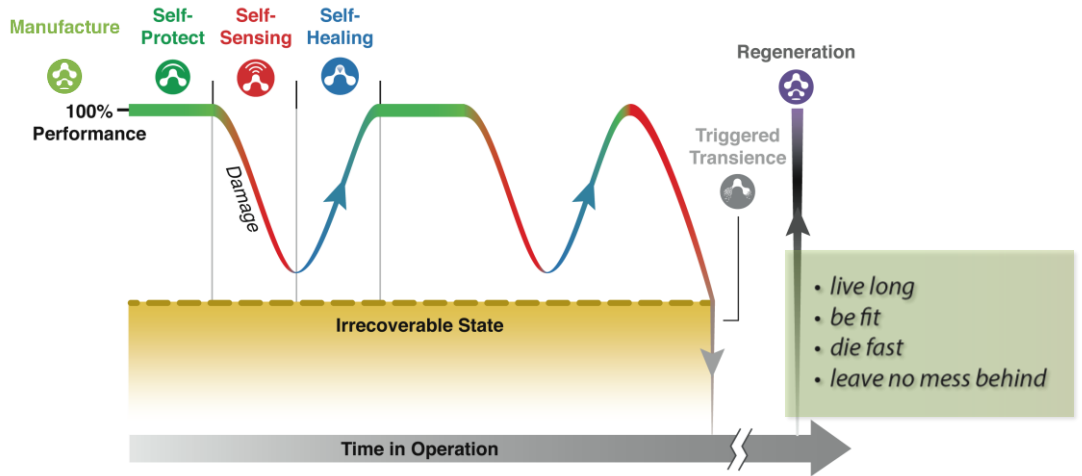 Manufacture
Self-
Protect
Self-
Sensing
Self-
Healing
100%
Performance
Damage
Irrecoverable State
Time in Operation
Triggered
Transience
Regeneration
• live long
• be fit
• die fast
• leave no mess behind